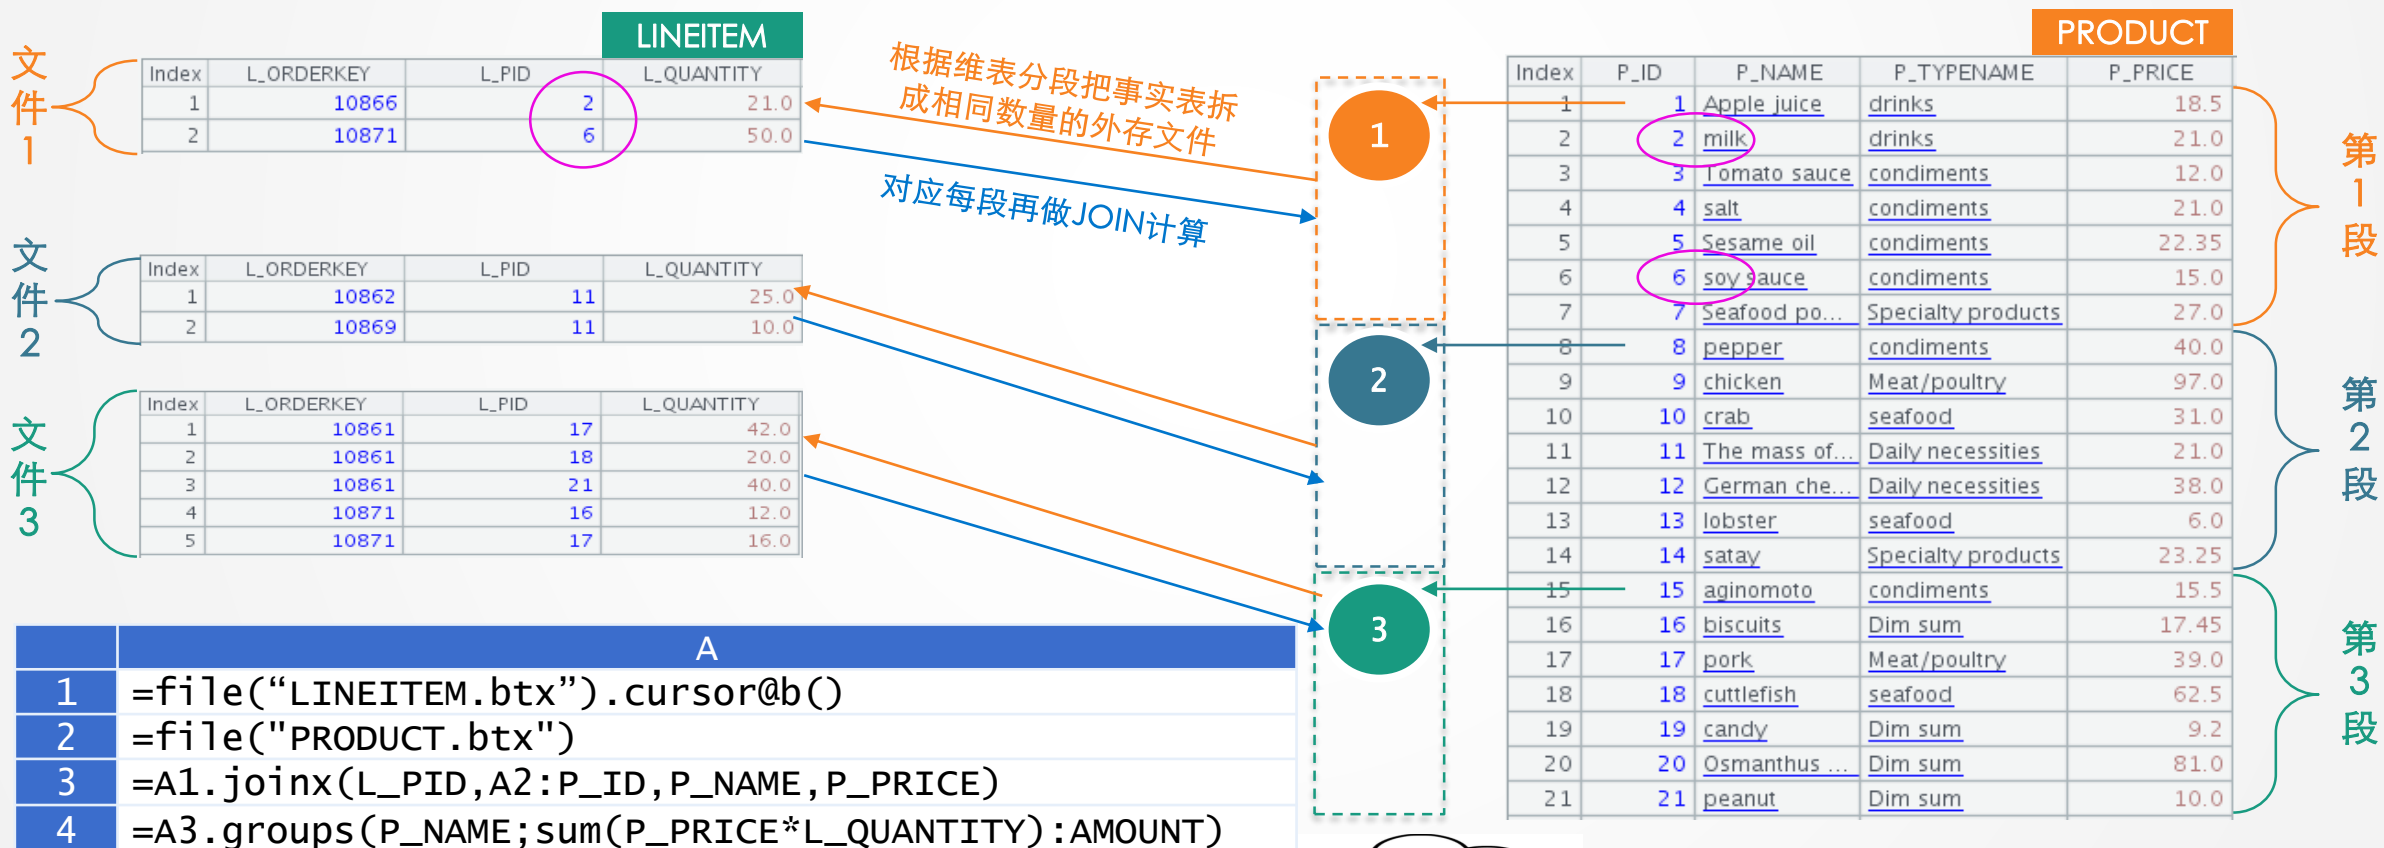 LINEITEM
PRODUCT
文件1
Index L_ORDERKEY L_PID L_QUANTITY
1 10866 2 21.0
2 10871 6 50.0
文件2
Index L_ORDERKEY L_PID L_QUANTITY
1 10862 11 25.0
2 10869 11 10.0
文件3
Index L_ORDERKEY L_PID L_QUANTITY
1 10861 17 42.0
2 10861 18 20.0
3 10861 21 40.0
4 10871 16 12.0
5 10871 17 16.0
根据维表分段把事实表拆
成相同数量的外存文件
对应每段再做JOIN计算
1
2
3
Index P_ID P_NAME P_TYPENAME P_PRICE
1 1 Apple juice drinks 18.5
2 2 milk drinks 21.0
3 3 Tomato sauce condiments 12.0
4 4 salt condiments 21.0
5 5 Sesame oil condiments 22.35
6 6 soy sauce condiments 15.0
7 7 Seafood po... Specialty products 27.0
8 8 pepper condiments 40.0
9 9 chicken Meat/poultry 97.0
10 10 crab seafood 31.0
11 11 The mass of... Daily necessities 21.0
12 12 German che... Daily necessities 38.0
13 13 lobster seafood 6.0
14 14 satay Specialty products 23.25
15 15 aginomoto condiments 15.5
16 16 biscuits Dim sum 17.45
17 17 pork Meat/poultry 39.0
18 18 cuttlefish seafood 62.5
19 19 candy Dim sum 9.2
20 20 Osmanthus ... Dim sum 81.0
21 21 peanut Dim sum 10.0
第1段
第2段
第3段
A
1 =file(“LINEITEM.btx”).cursor@b()
2 =file("PRODUCT.btx")
3 =A1.joinx(L_PID,A2:P_ID,P_NAME,P_PRICE)
4 =A3.groups(P_NAME;sum(P_PRICE*L_QUANTITY):AMOUNT)